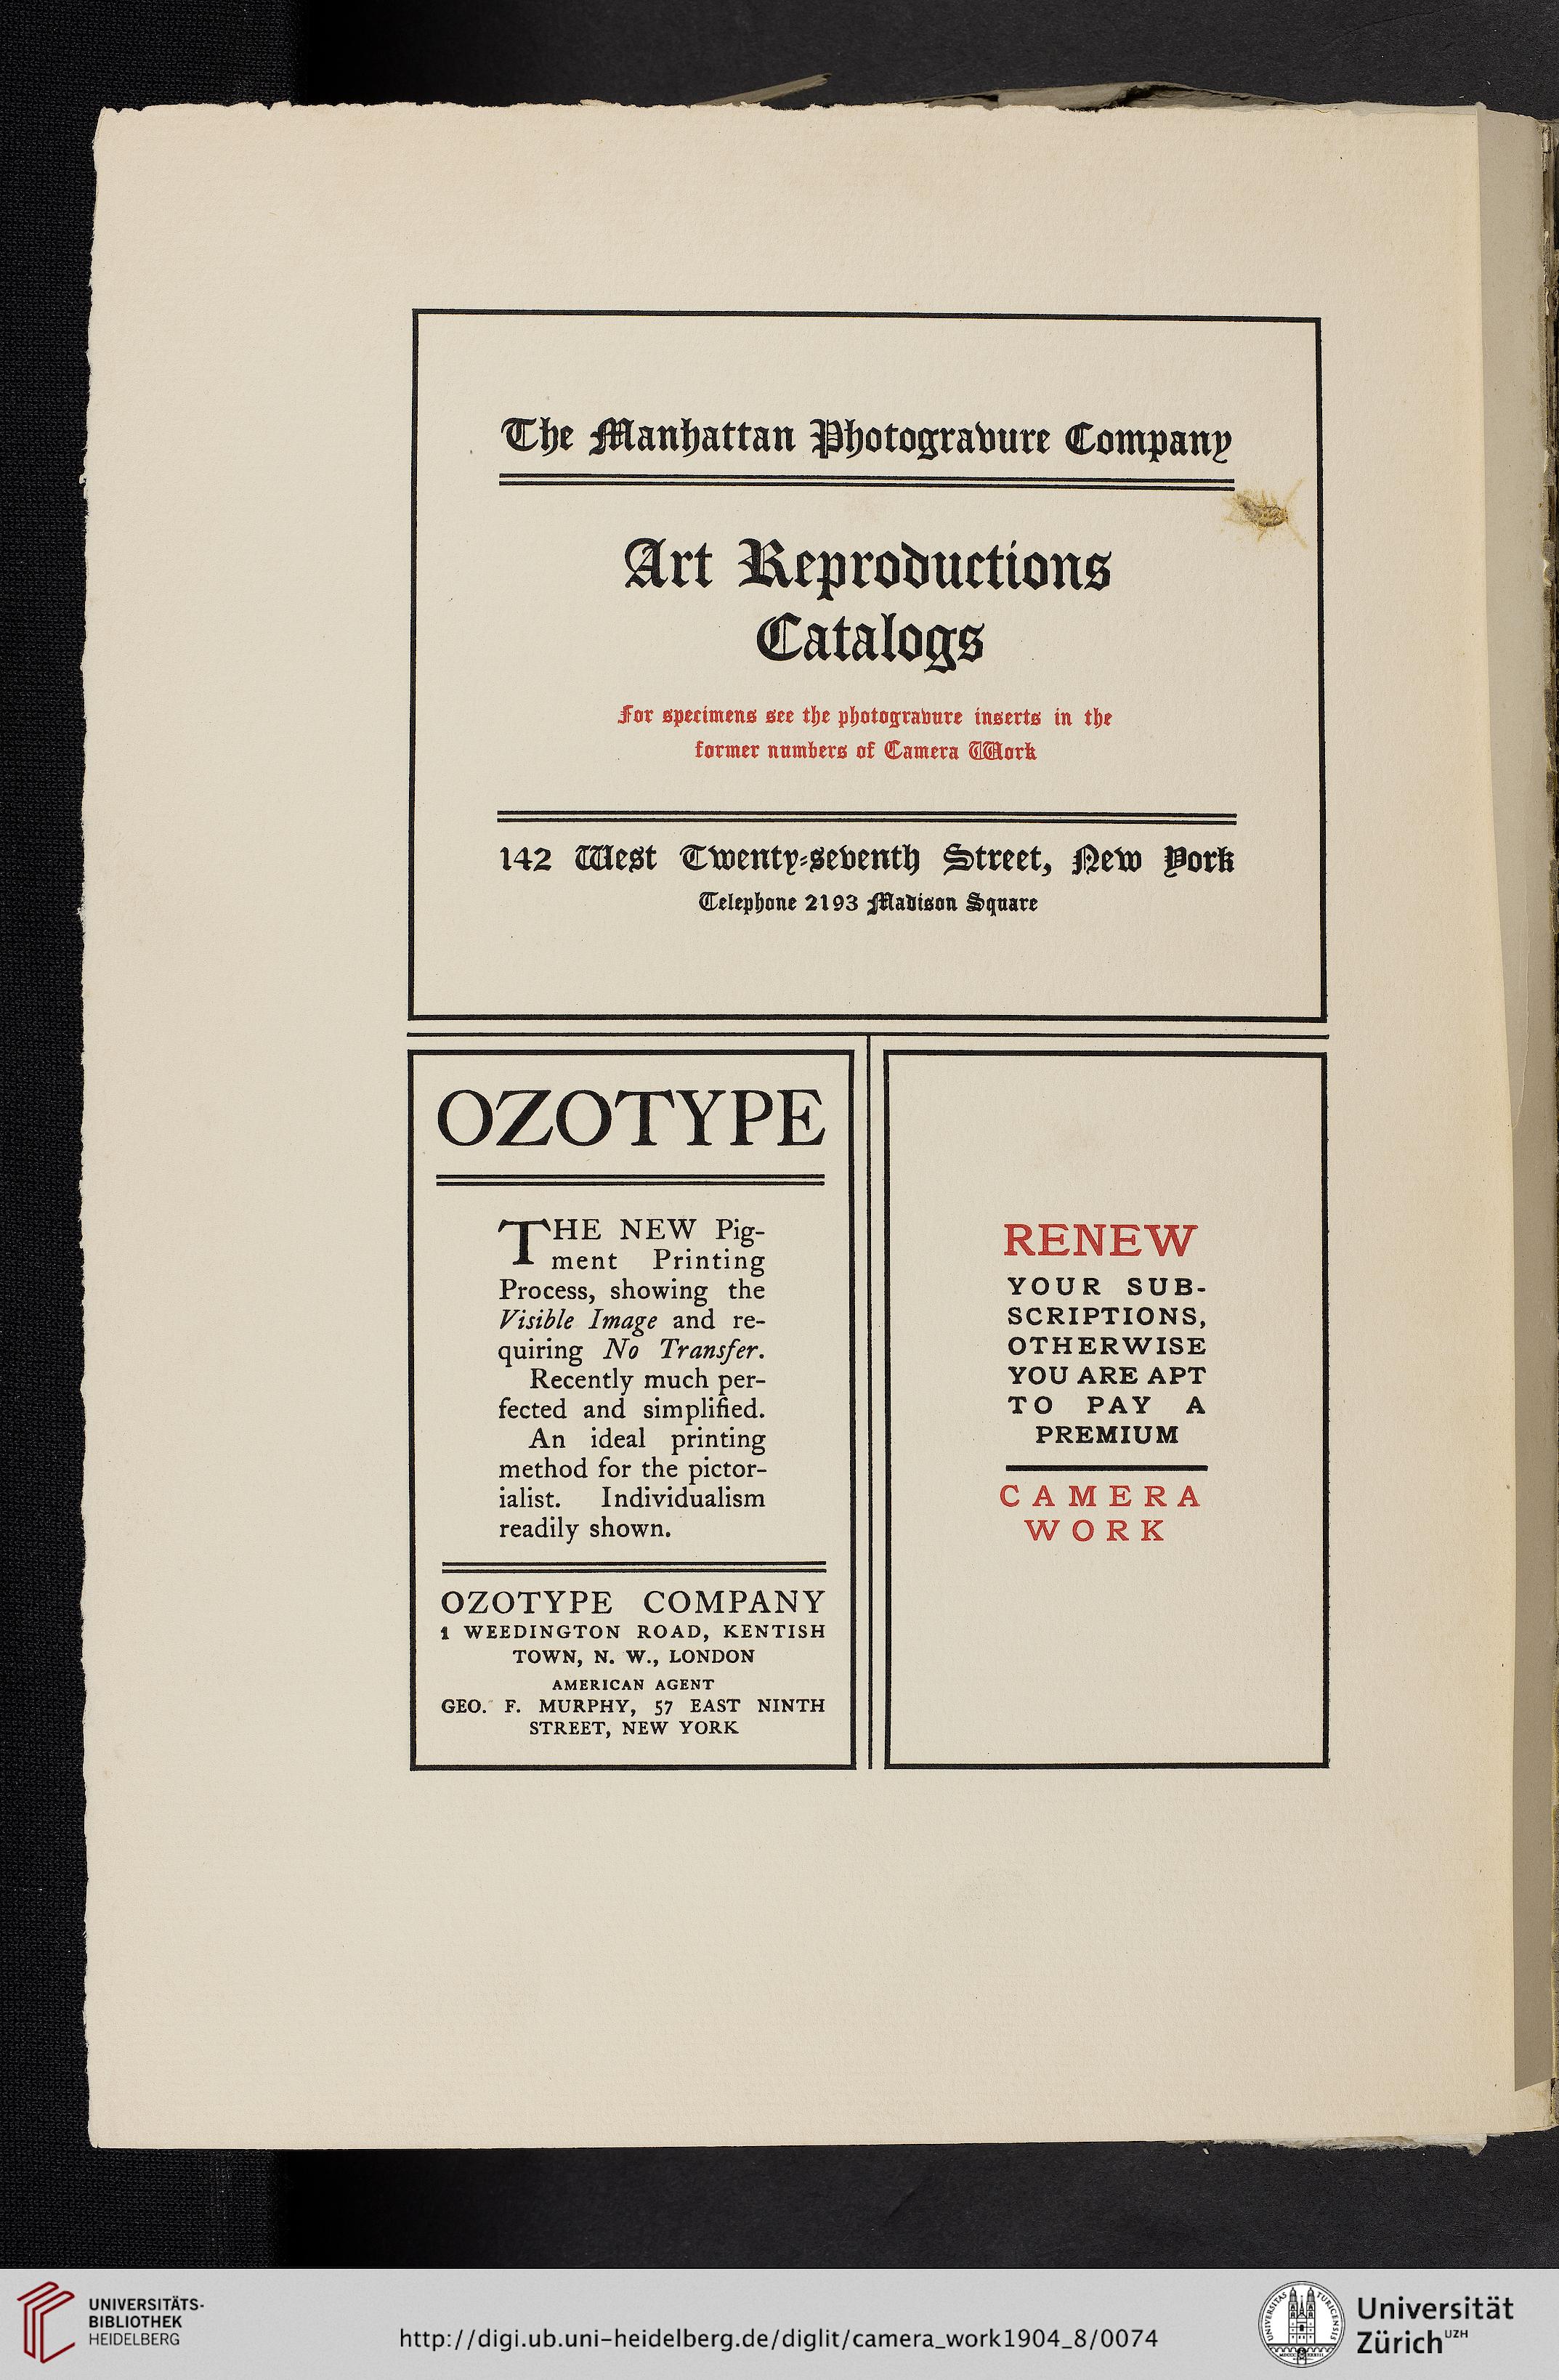 The Manhattan Photogravure Company
Art Reproductions
Catalogs
For specimens see the photogravure inserts in the
former numbers of Camera Work
142 West Twenty-seventh Street, New York
Telephone 2193 Madison Square
OZOTYPE
THE NEW Pig-
ment Printing
Process, showing the
Visible Image and re-
quiring No Transfer.
Recently much per-
fected and simplified.
An ideal printing
method for the pictor-
ialist. Individualism
readily shown.
OZOTYPE COMPANY
1 WEEDINGTON ROAD, KENTISH
TOWN, N. W., LONDON
AMERICAN AGENT
GEO. F. MURPHY, 57 EAST NINTH
STREET, NEW YORK
RENEW
YOUR SUB-
SCRIPTIONS,
OTHERWISE
YOU ARE APT
TO PAY A
PREMIUM
CAMERA
WORK
UNIVERSITÄTS-
BIBLIOTHEK
HEIDELBERG
http://digi.ub.uni-heidelberg.de/diglit/camera_work1904_8/0074
Universität
Zürich UZH